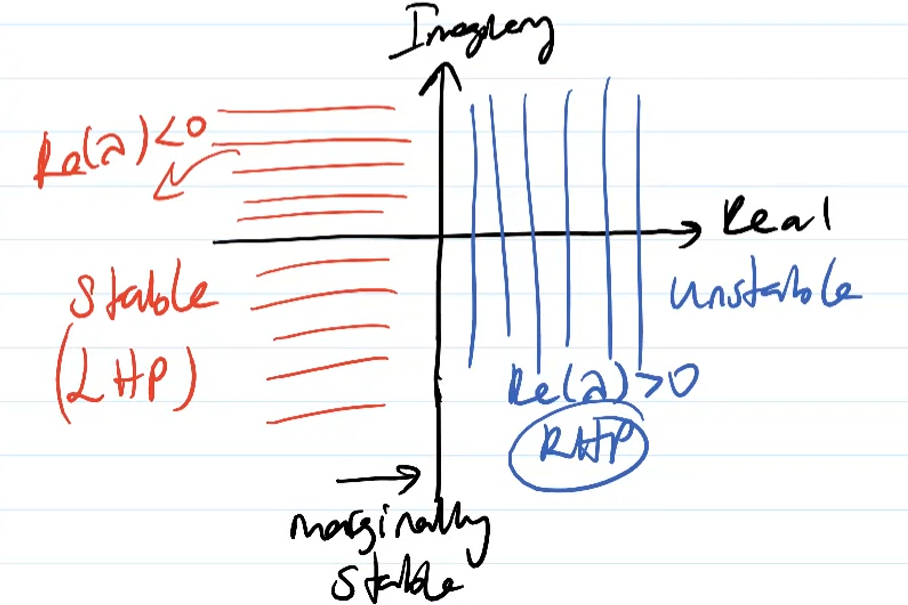 Imaginary
Re(λ)<0
Real
Stable
(LHP)
Unstable
Re(λ)>0
RHP
marginally
stable